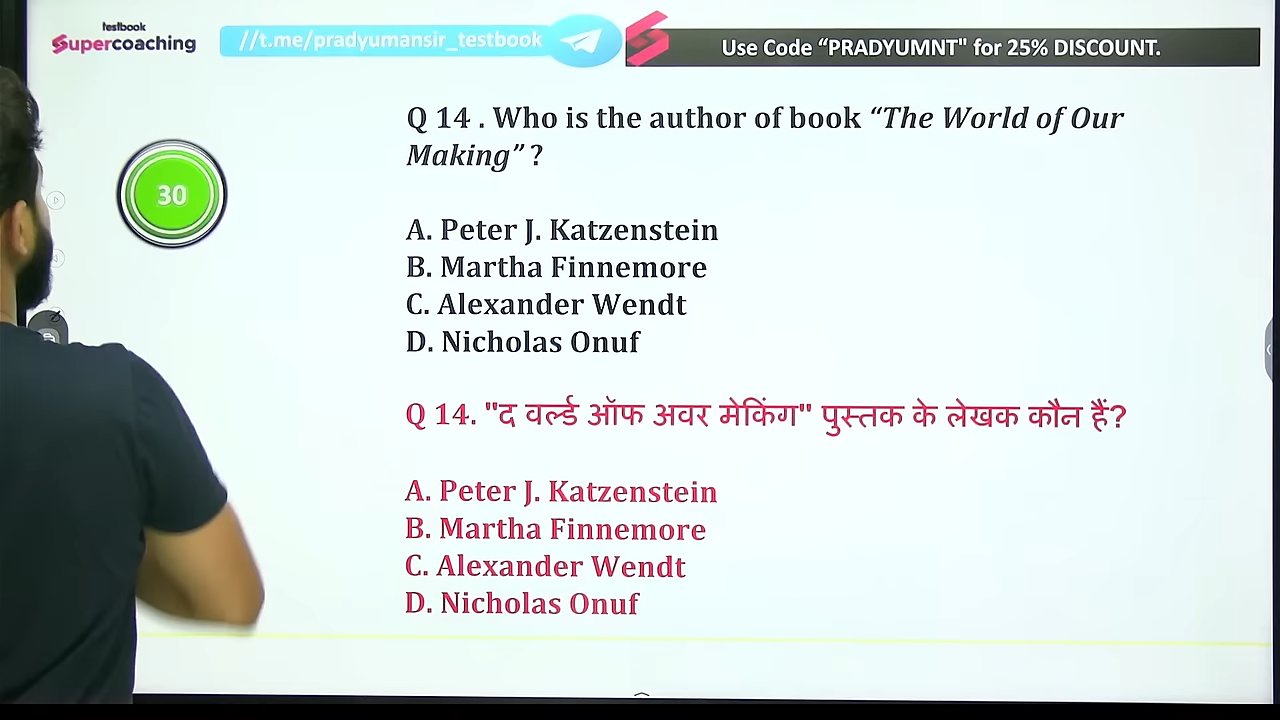 testbook
Supercoaching
//t.me/pradyumansir_testbook
Use Code “PRADYUMNT" for 25% DISCOUNT.
30
Q 14 . Who is the author of book “The World of Our
Making” ?
A. Peter J. Katzenstein
B. Martha Finnemore
C. Alexander Wendt
D. Nicholas Onuf
Q 14. "द वर्ल्ड ऑफ अवर मेकिंग" पुस्तक के लेखक कौन हैं?
A. Peter J. Katzenstein
B. Martha Finnemore
C. Alexander Wendt
D. Nicholas Onuf